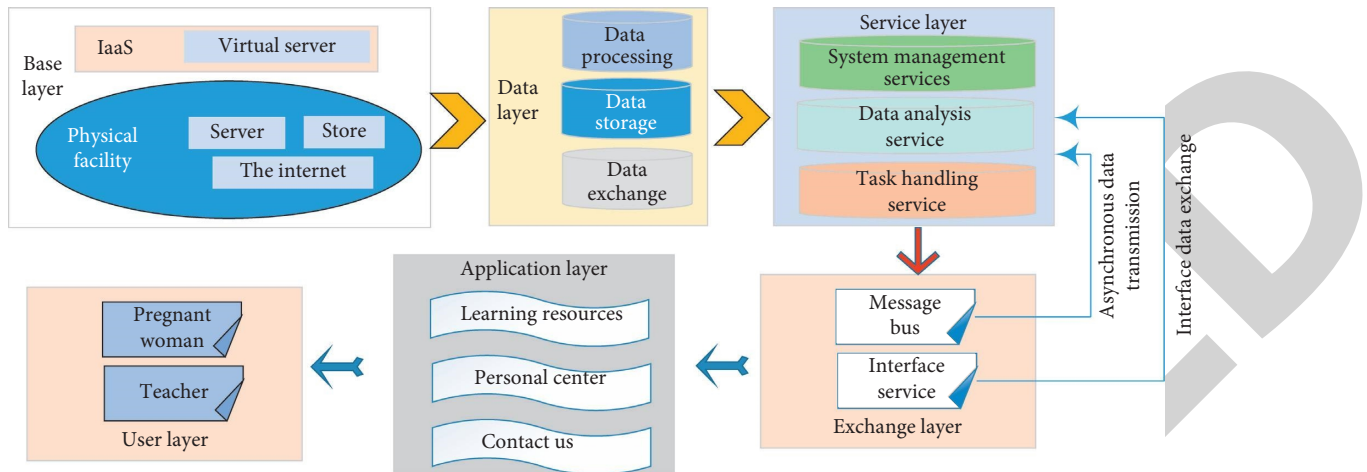 IaaS
Virtual server
Base
layer
Physical
facility
Server
Store
The internet
Data
layer
Data
processing
Data
storage
Data
exchange
Service layer
System management
services
Data analysis
service
Task handling
service
Asynchronous data
transmission
Interface data exchange
Message
bus
Interface
service
Exchange layer
Application layer
Learning resources
Personal center
Contact us
Pregnant
woman
Teacher
User layer